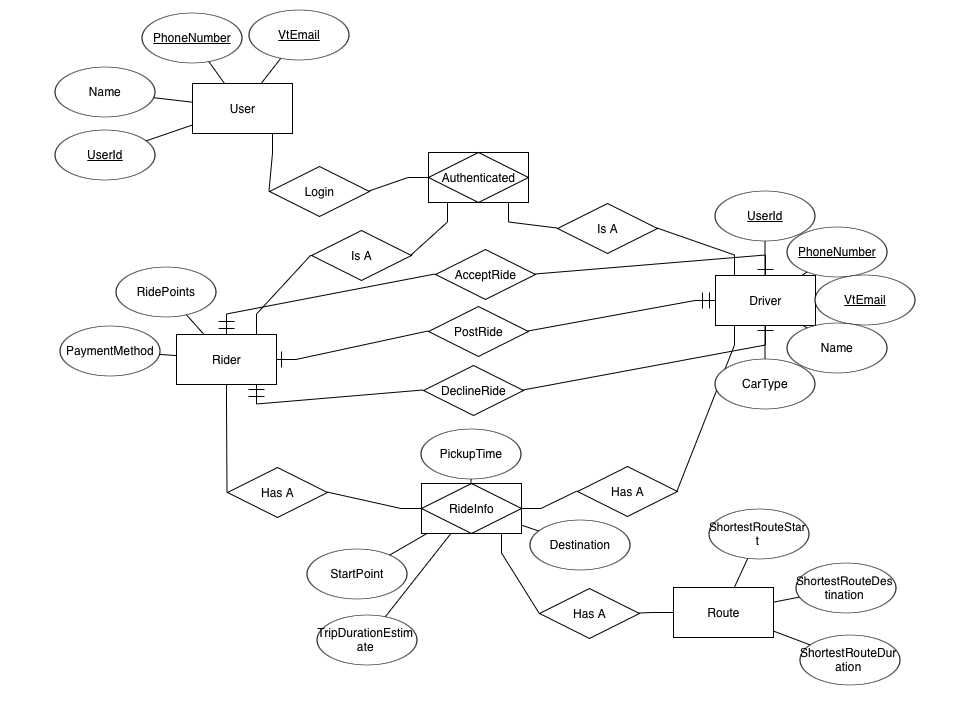 PhoneNumber
VtEmail
Name
User
UserId
Login
Authenticated
Is A
Is A
UserId
PhoneNumber
AcceptRide
RidePoints
Driver
VtEmail
PostRide
PaymentMethod
Rider
Name
DeclineRide
CarType
PickupTime
Has A
Has A
RideInfo
Destination
ShortestRouteStar
t
StartPoint
ShortestRouteDes
tination
Has A
Route
TripDurationEstim
ate
ShortestRouteDur
ation